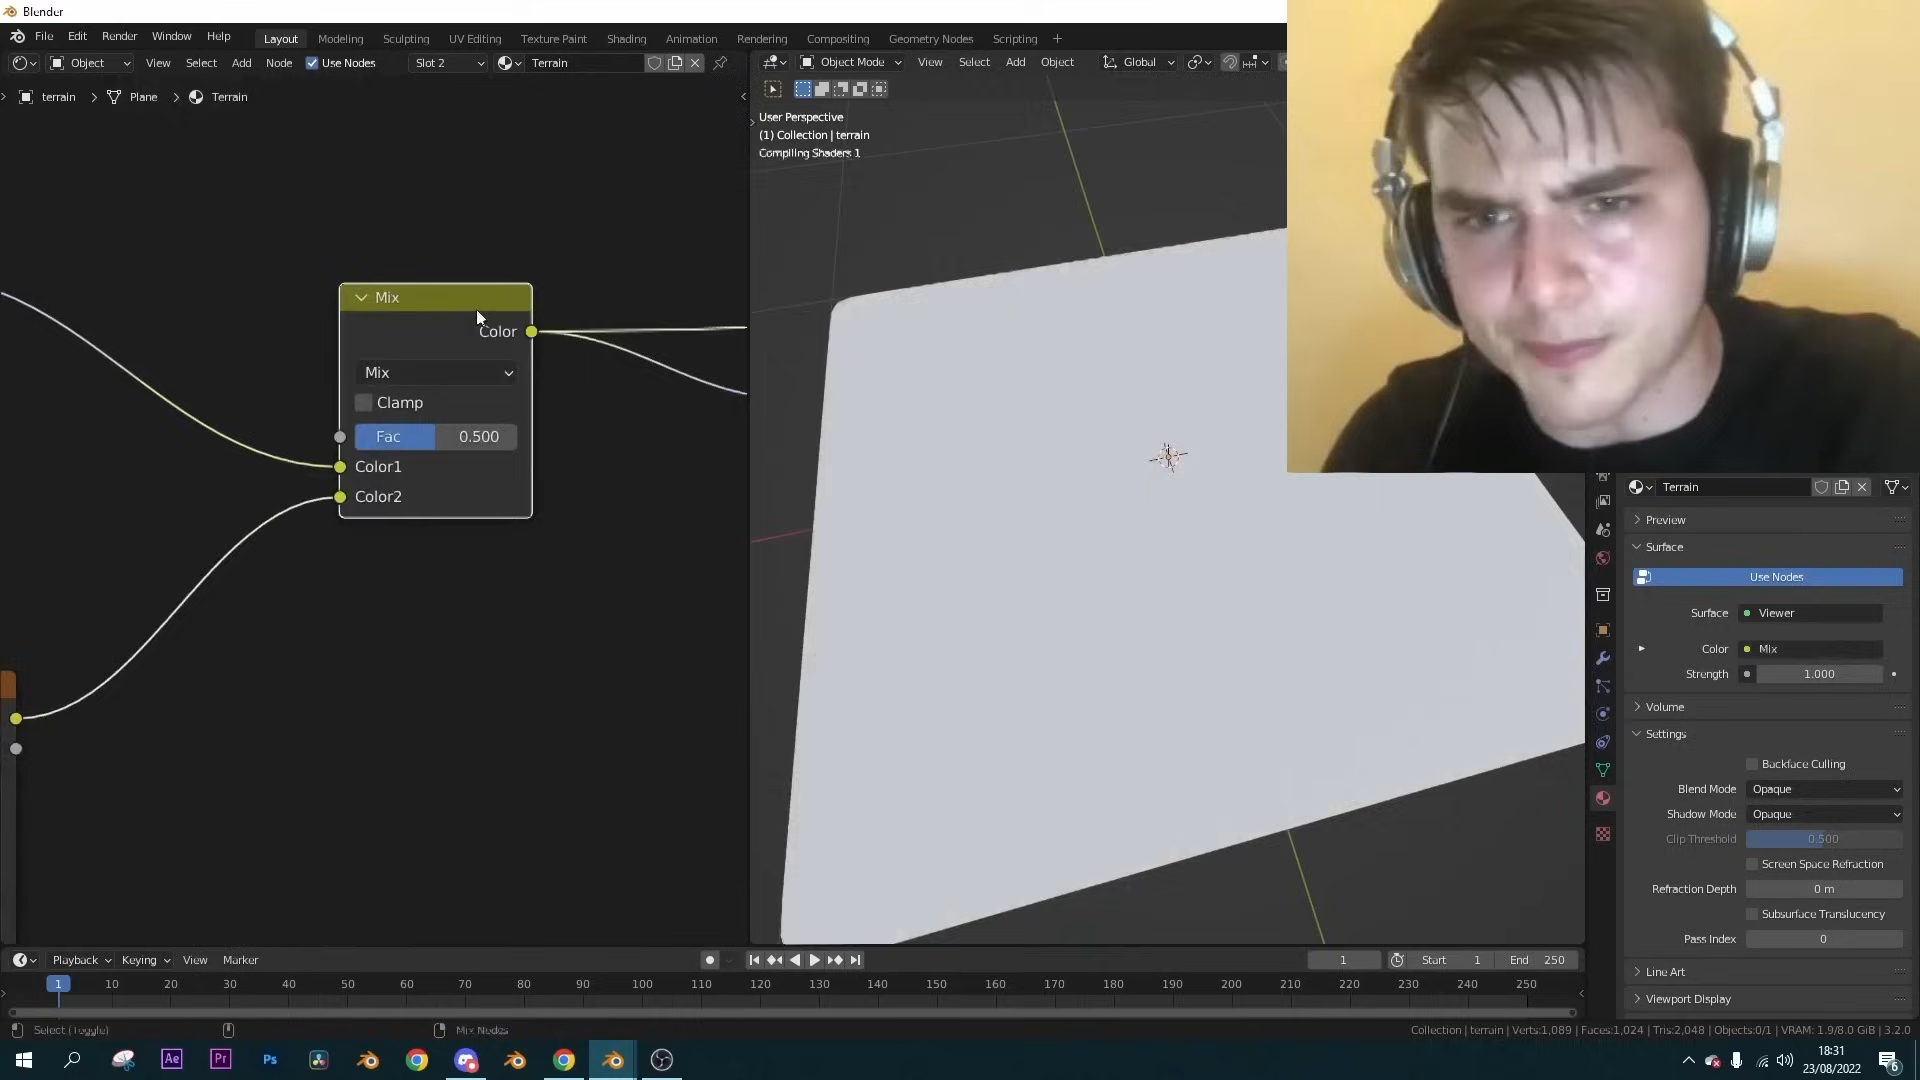 Blender
File Edit Render Window Help
Layout Modeling Sculpting UV Editing Texture Paint Shading Animation Rendering Compositing Geometry Nodes Scripting +
Object View Select Add Node Use Nodes Slot 2 Terrain
Object Mode View Select Add Object Global
terrain > Plane > Terrain
User Perspective
(1) Collection | terrain
Compiling Shaders 1
Mix
Color
Mix
Clamp
Fac 0.500
Color1
Color2
Terrain
Preview
Surface
Use Nodes
Surface Viewer
Color Mix
Strength 1.000
Volume
Settings
Backface Culling
Blend Mode Opaque
Shadow Mode Opaque
Clip Threshold 0.500
Screen Space Refraction
Refraction Depth 0 m
Subsurface Translucency
Pass Index 0
Line Art
Viewport Display
Playback Keying View Marker
1 Start 1 End 250
1 10 20 30 40 50 60 70 80 90 100 110 120 130 140 150 160 170 180 190 200 210 220 230 240 250
Select (Toggle) Mix Nodes
Collection | terrain | Verts:1,089 | Faces:1,024 | Tris:2,048 | Objects:0/1 | VRAM: 1.9/8.0 GiB | 3.2.0
Ae Pr Ps
18:31
23/08/2022
6